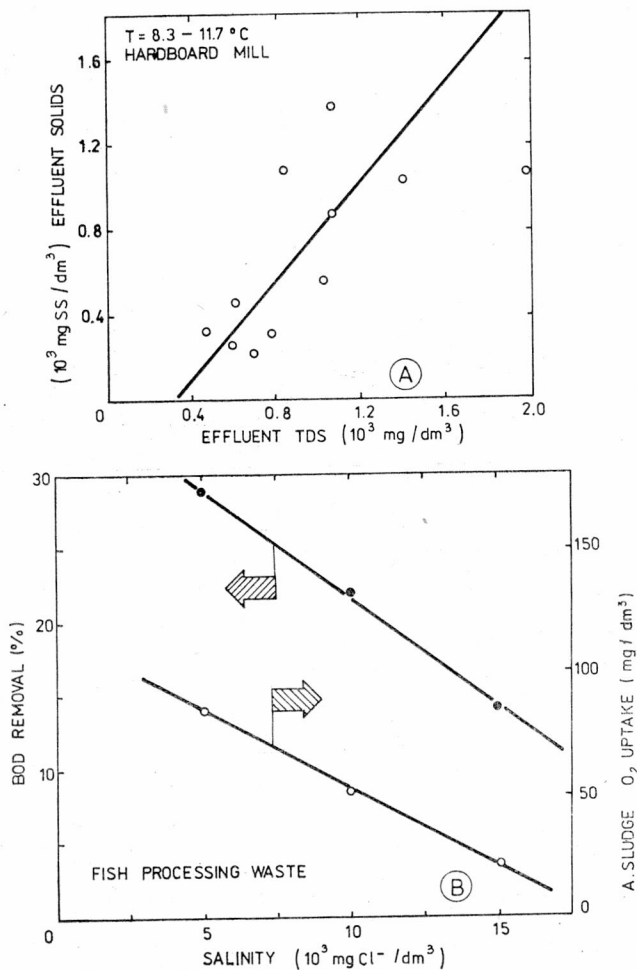 T = 8.3 – 11.7 °C
HARDBOARD MILL
1.6
1.2
0.8
0.4
(10³ mg SS / dm³) EFFLUENT SOLIDS
A
0 0.4 0.8 1.2 1.6 2.0
EFFLUENT TDS (10³ mg / dm³)
30
20
10
0
BOD REMOVAL (%)
150
100
50
0
A. SLUDGE O₂ UPTAKE (mg / dm³)
FISH PROCESSING WASTE
B
5 10 15
SALINITY (10³ mg Cl⁻ / dm³)